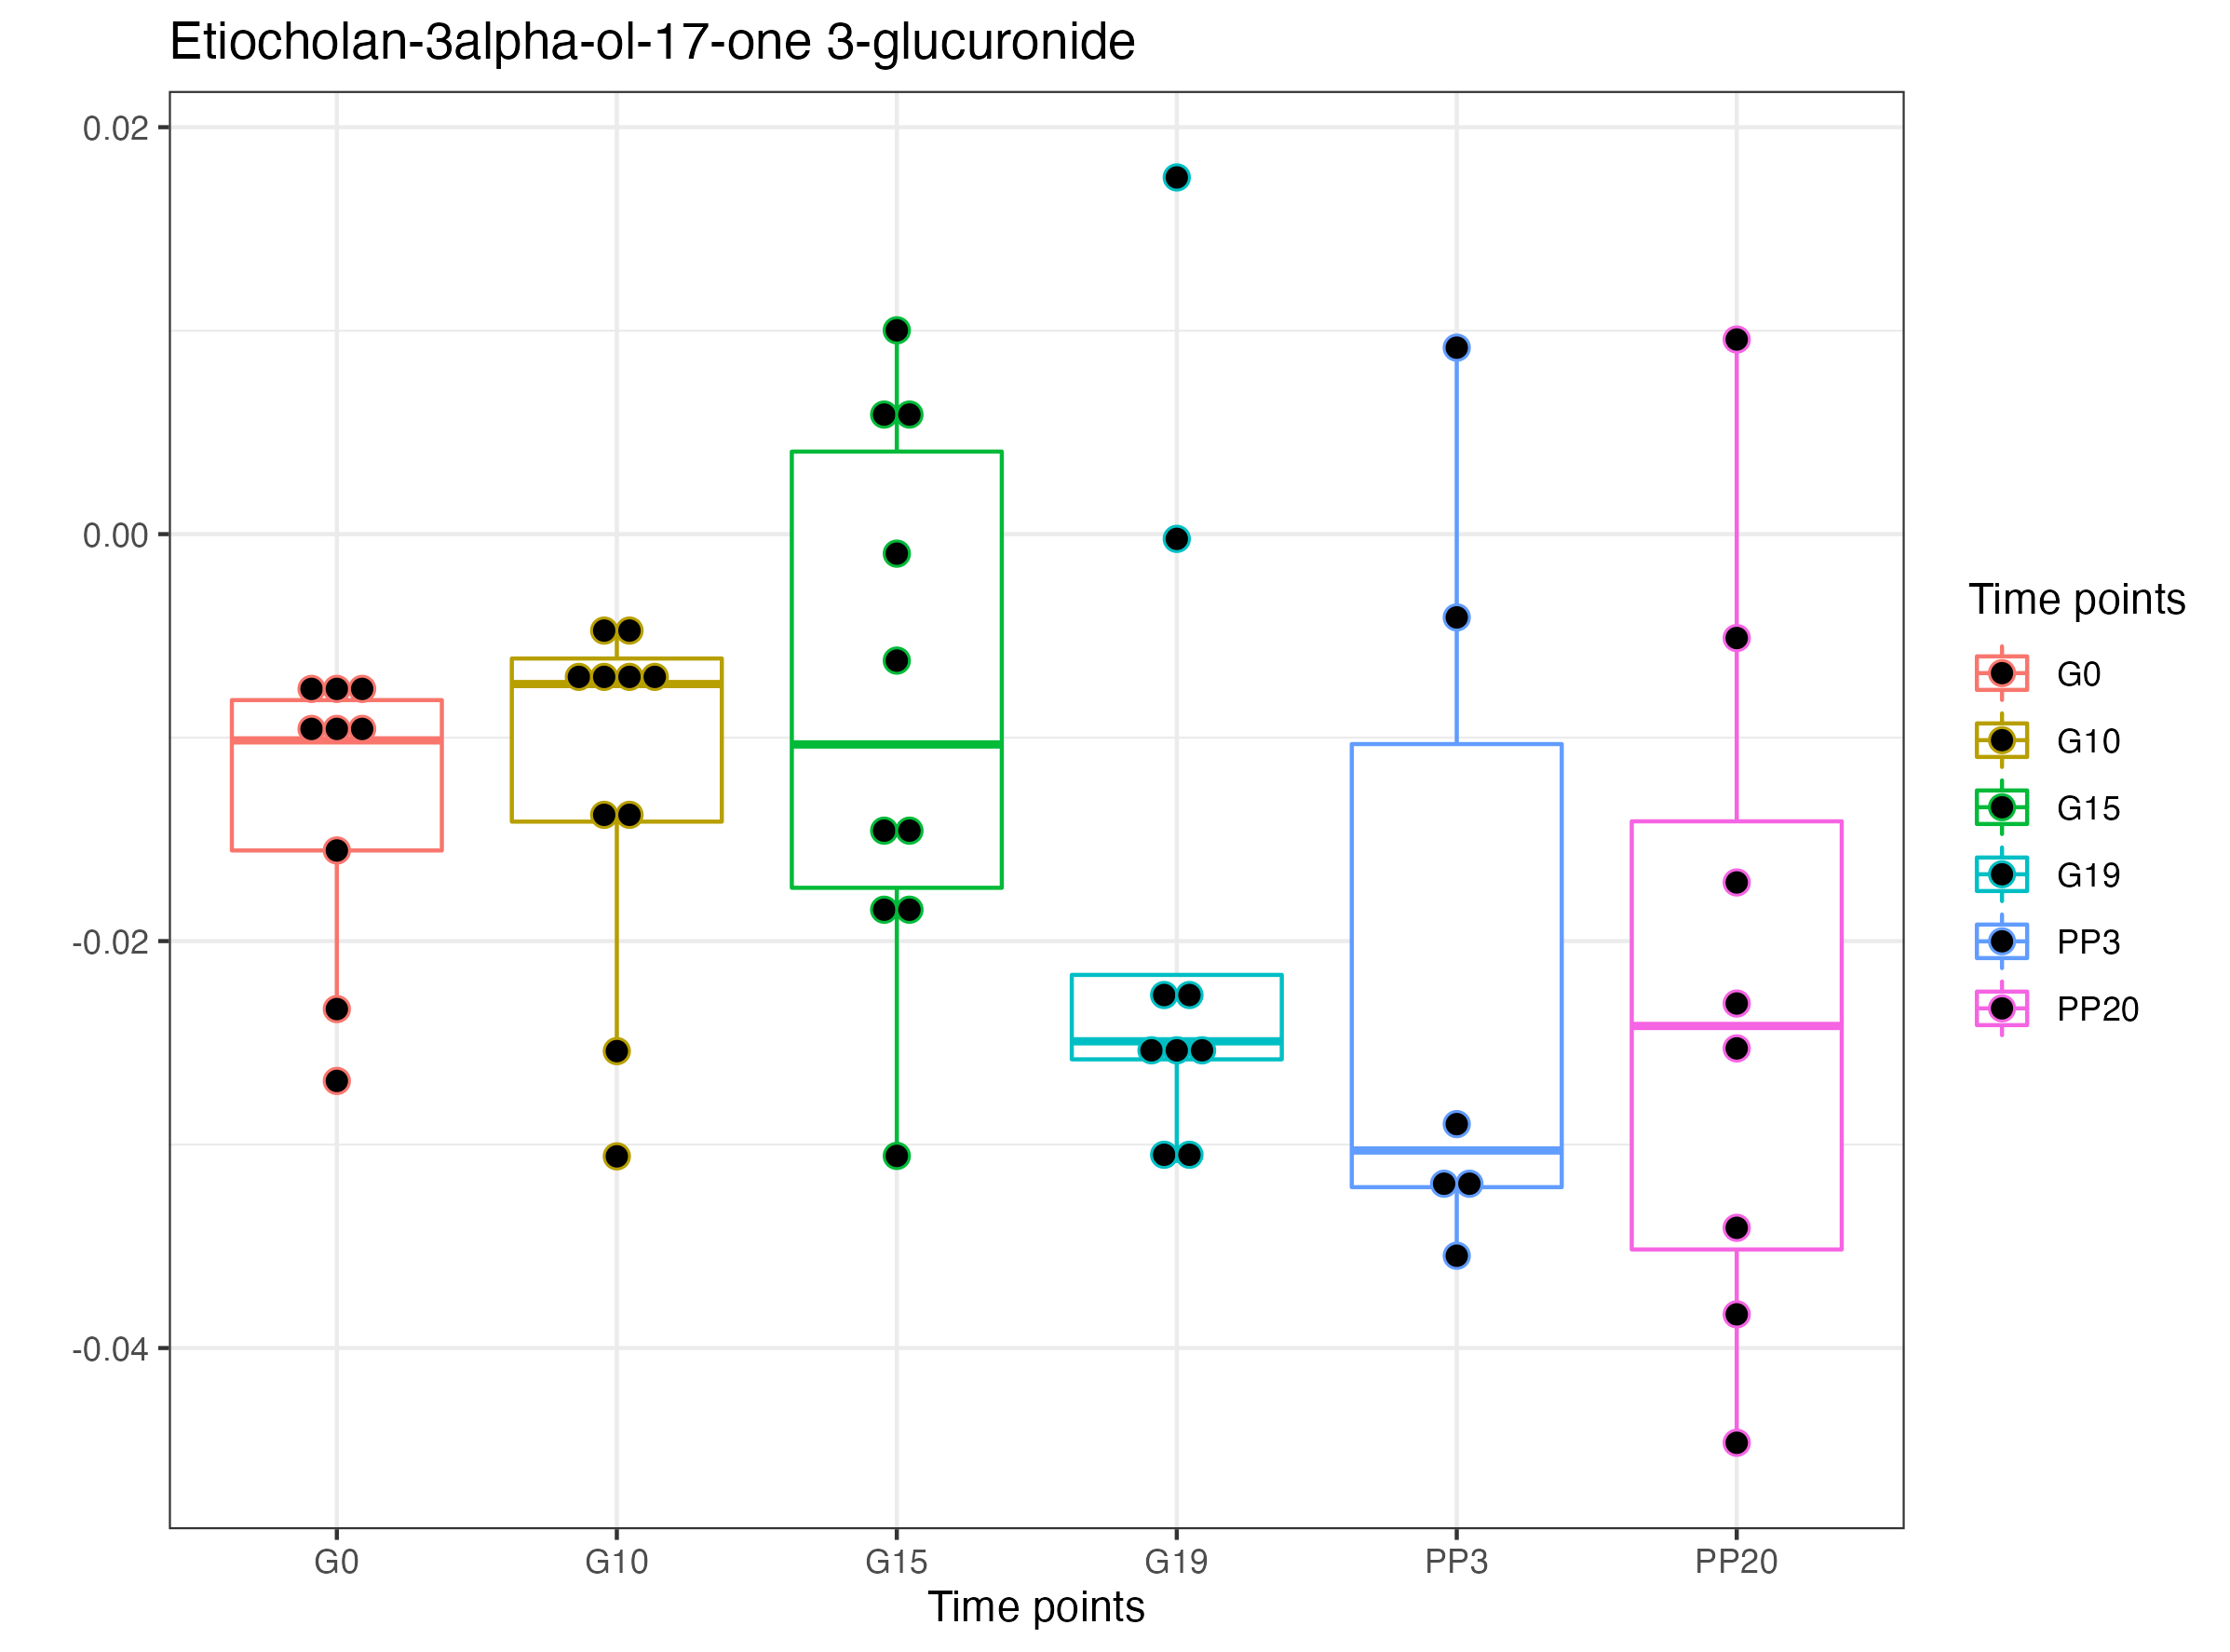 Etiocholan-3alpha-ol-17-one 3-glucuronide
0.02
0.00
-0.02
-0.04
G0 G10 G15 G19 PP3 PP20
Time points
Time points
G0
G10
G15
G19
PP3
PP20